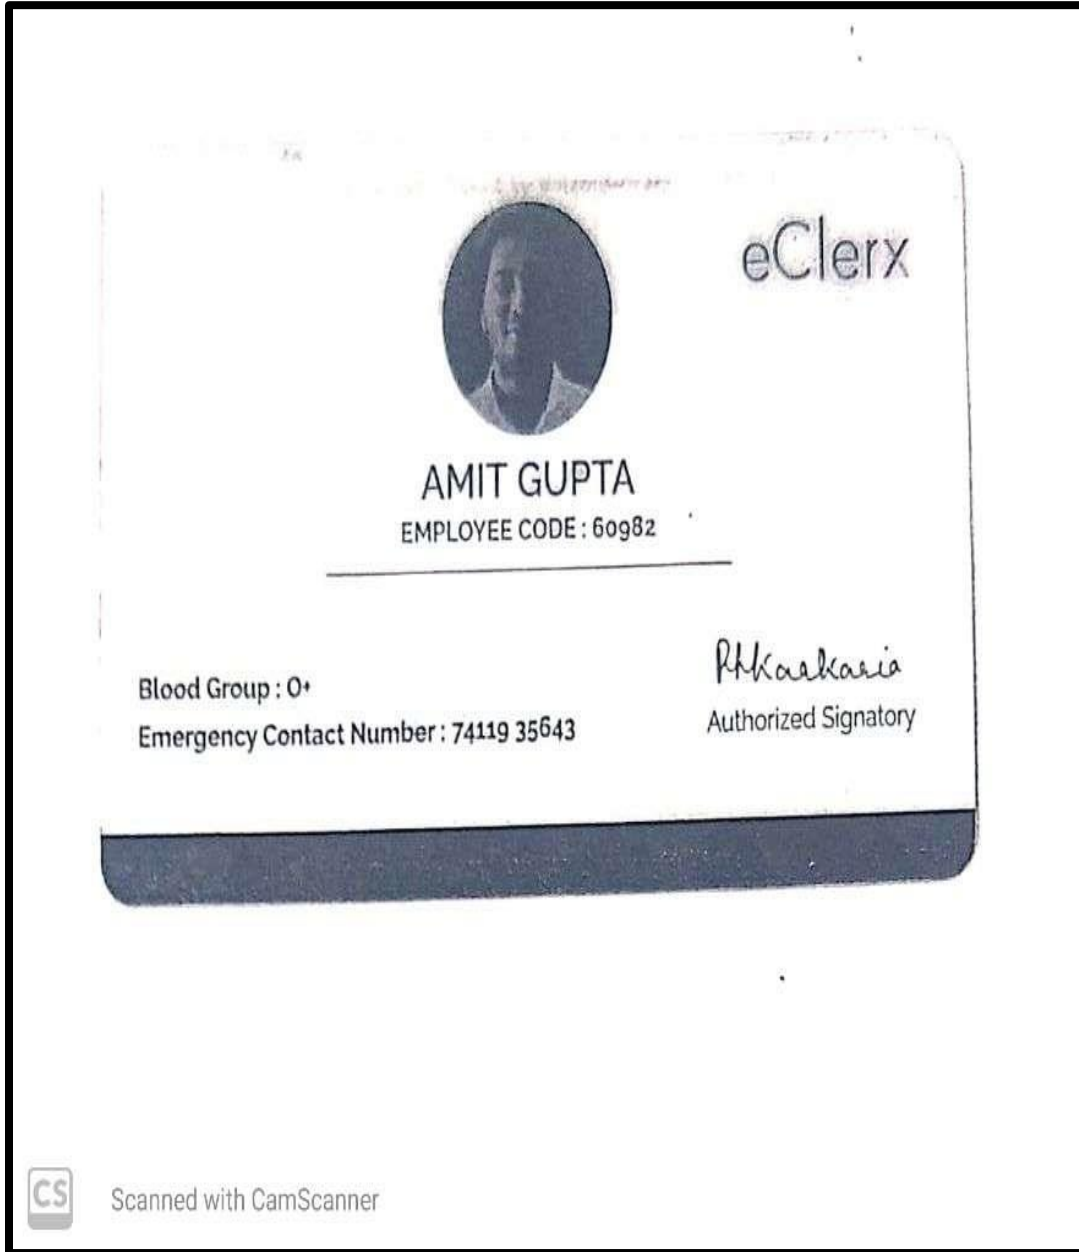 eClerx
AMIT GUPTA
EMPLOYEE CODE : 60982
Blood Group : O+
Emergency Contact Number : 74119 35643
Authorized Signatory
CS
Scanned with CamScanner